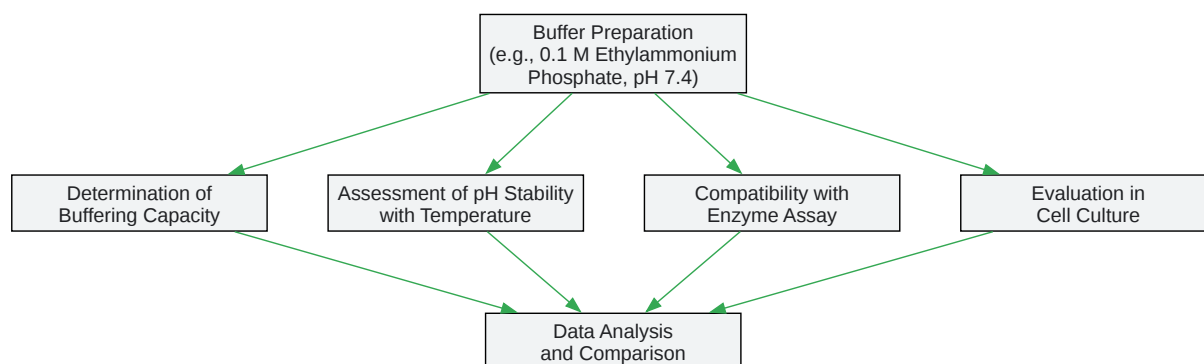 Buffer Preparation
(e.g., 0.1 M Ethylammonium
Phosphate, pH 7.4)
Determination of
Buffering Capacity
Assessment of pH Stability
with Temperature
Compatibility with
Enzyme Assay
Evaluation in
Cell Culture
Data Analysis
and Comparison